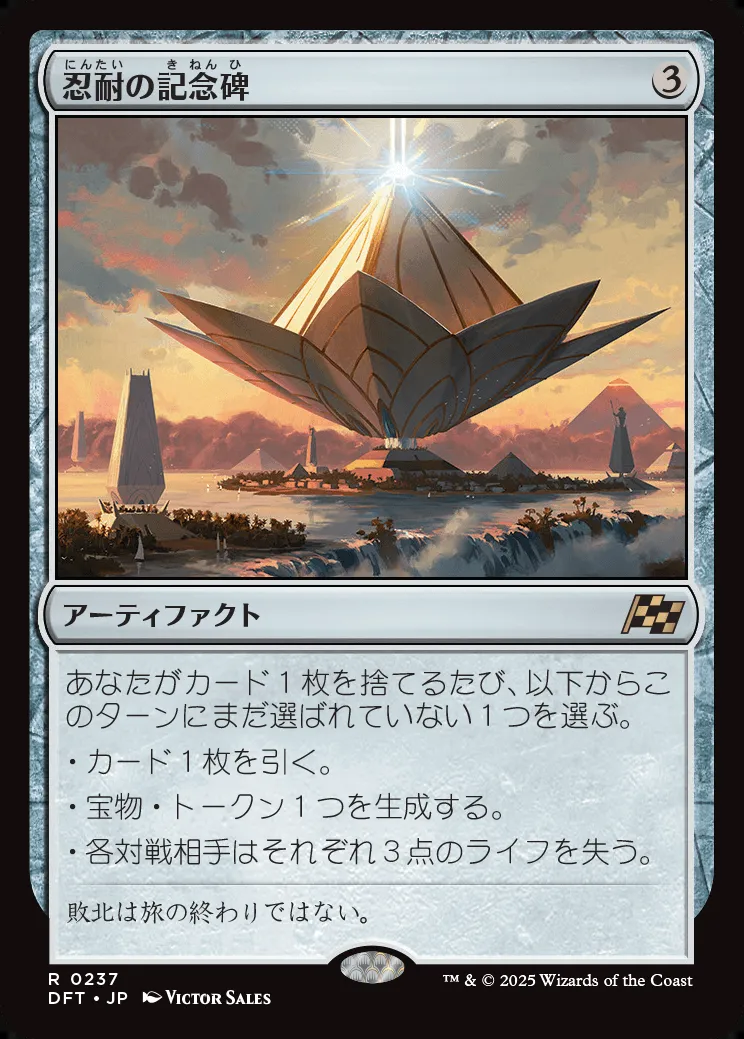 にんたい きねんひ
忍耐の記念碑
3
アーティファクト
あなたがカード1枚を捨てるたび、以下からこ
のターンにまだ選ばれていない1つを選ぶ。
・カード1枚を引く。
・宝物・トークン1つを生成する。
・各対戦相手はそれぞれ3点のライフを失う。
敗北は旅の終わりではない。
R 0237
DFT・JP VICTOR SALES
™ & © 2025 Wizards of the Coast